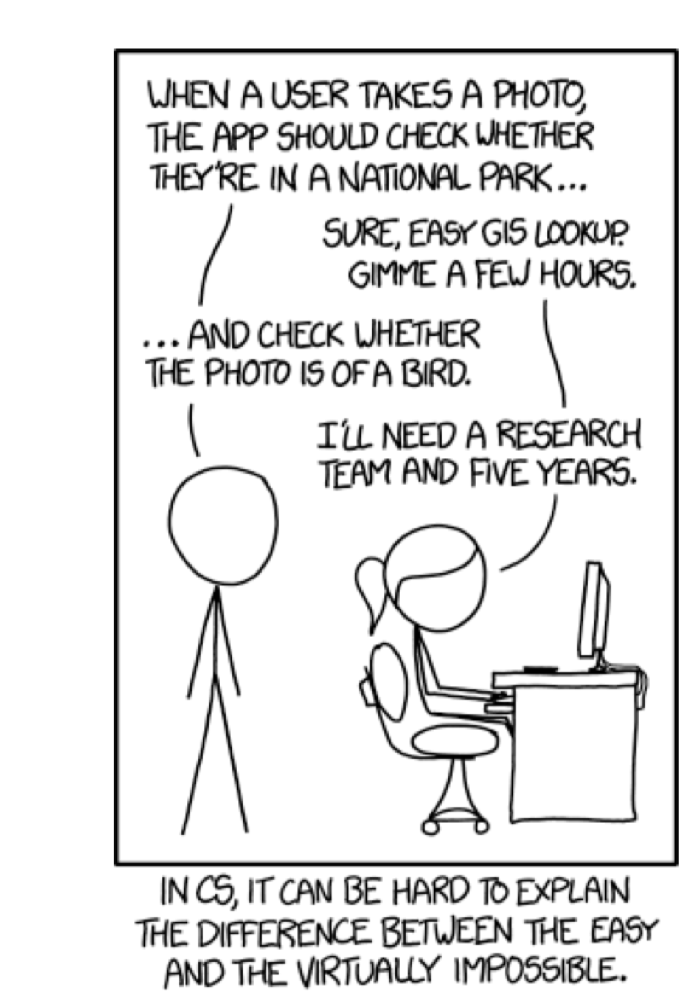 WHEN A USER TAKES A PHOTO,
THE APP SHOULD CHECK WHETHER
THEY'RE IN A NATIONAL PARK...
SURE, EASY GIS LOOKUP.
GIMME A FEW HOURS.
...AND CHECK WHETHER
THE PHOTO IS OF A BIRD.
I'LL NEED A RESEARCH
TEAM AND FIVE YEARS.
IN CS, IT CAN BE HARD TO EXPLAIN
THE DIFFERENCE BETWEEN THE EASY
AND THE VIRTUALLY IMPOSSIBLE.